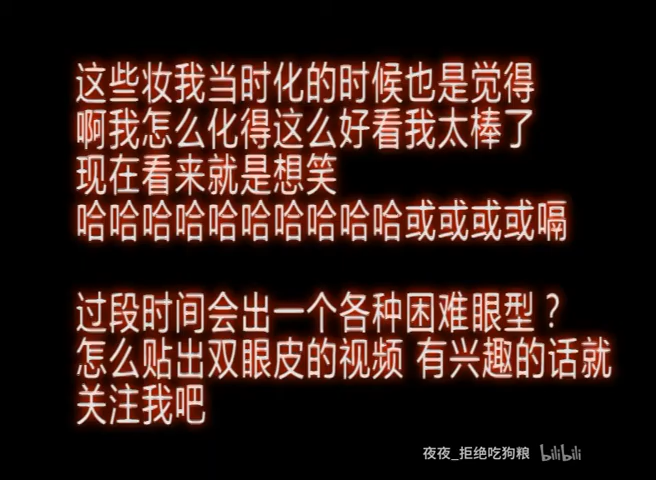 这些妆我当时化的时候也是觉得
啊我怎么化得这么好看我太棒了
现在看来就是想笑
哈哈哈哈哈哈哈哈哈哈或或或或嗝
过段时间会出一个各种困难眼型？
怎么贴出双眼皮的视频 有兴趣的话就
关注我吧
夜夜_拒绝吃狗粮 bilibili